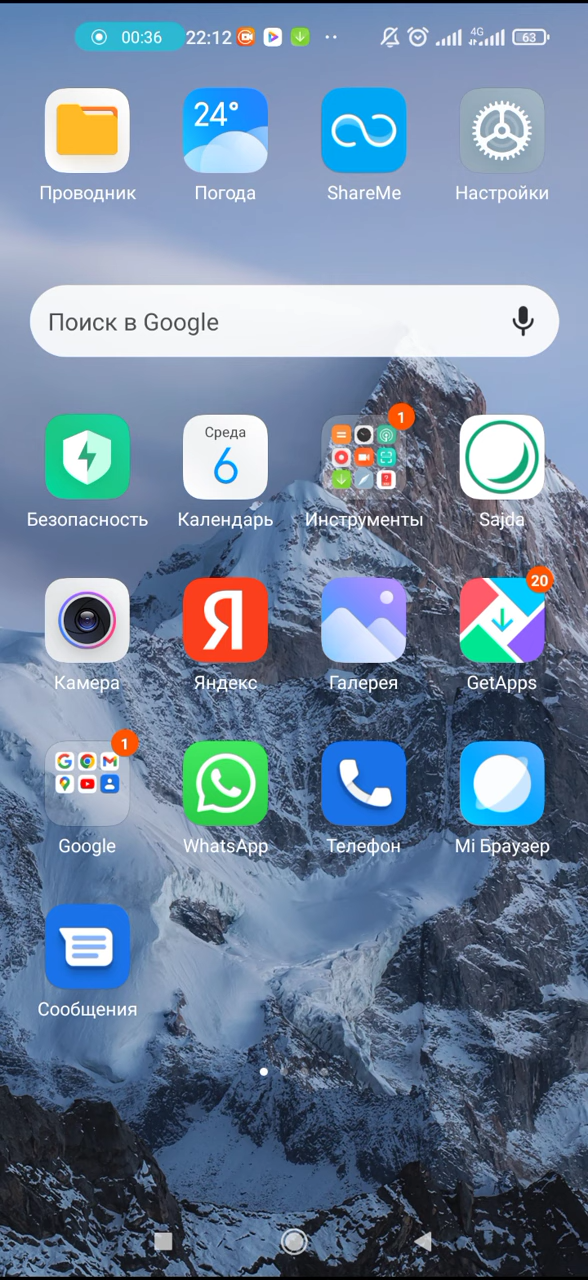 00:36 22:12 4G 63
24°
Проводник Погода ShareMe Настройки
Поиск в Google
Среда
6
1
Безопасность Календарь Инструменты Sajda
Я
20
Камера Яндекс Галерея GetApps
1
Google WhatsApp Телефон Mi Браузер
Сообщения